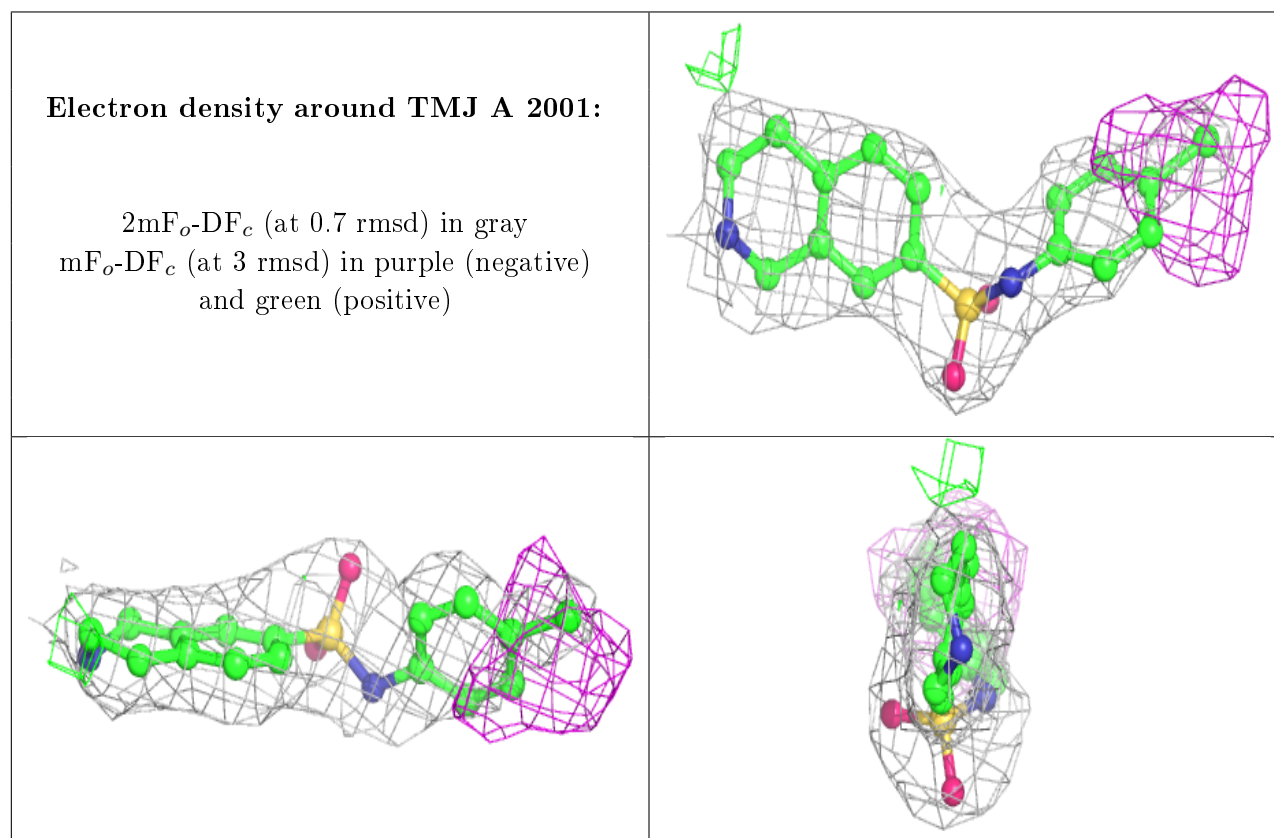 Electron density around TMJ A 2001:
2mFo-DFc (at 0.7 rmsd) in gray
mFo-DFc (at 3 rmsd) in purple (negative)
and green (positive)